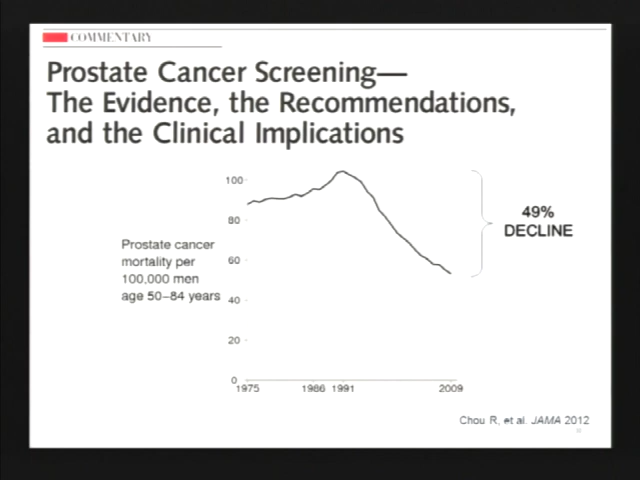 COMMENTARY
Prostate Cancer Screening—
The Evidence, the Recommendations,
and the Clinical Implications
100
80
60
40
20
0
Prostate cancer
mortality per
100,000 men
age 50–84 years
49%
DECLINE
1975 1986 1991 2009
Chou R, et al. JAMA 2012